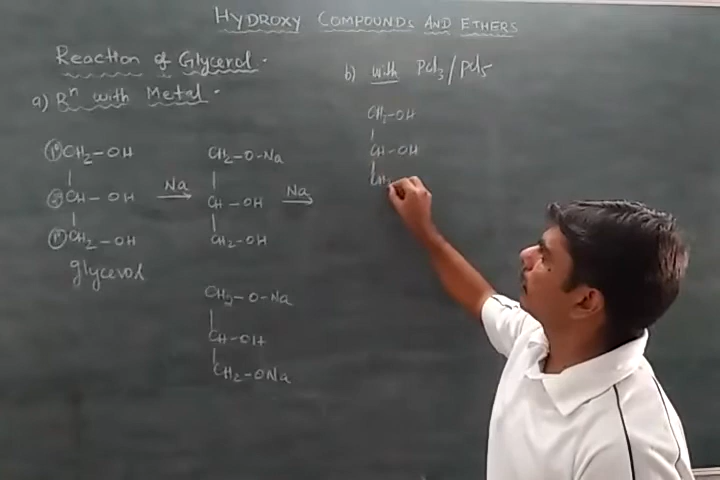 HYDROXY COMPOUNDS AND ETHERS
Reaction of Glycerol.
a) Rⁿ with Metal.
1° CH₂-OH
CH-OH
1° CH₂-OH
glycerol
Na
CH₂-O-Na
CH-OH
CH₂-OH
Na
CH₂-O-Na
CH-OH
CH₂-ONa
b) with PCl₃/PCl₅
CH₂-OH
CH-OH
CH₂